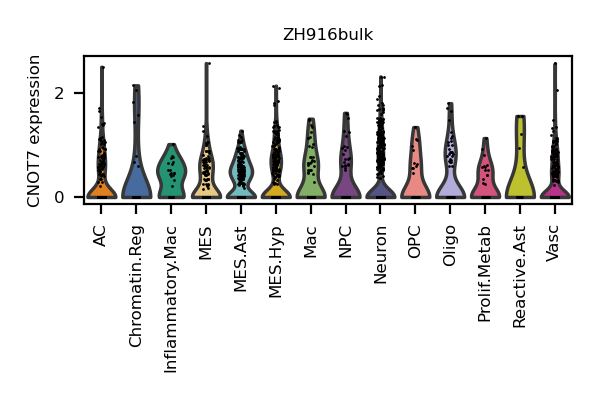 ZH916bulk
CNOT7 expression
2
0
AC
Chromatin.Reg
Inflammatory.Mac
MES
MES.Ast
MES.Hyp
Mac
NPC
Neuron
OPC
Oligo
Prolif.Metab
Reactive.Ast
Vasc